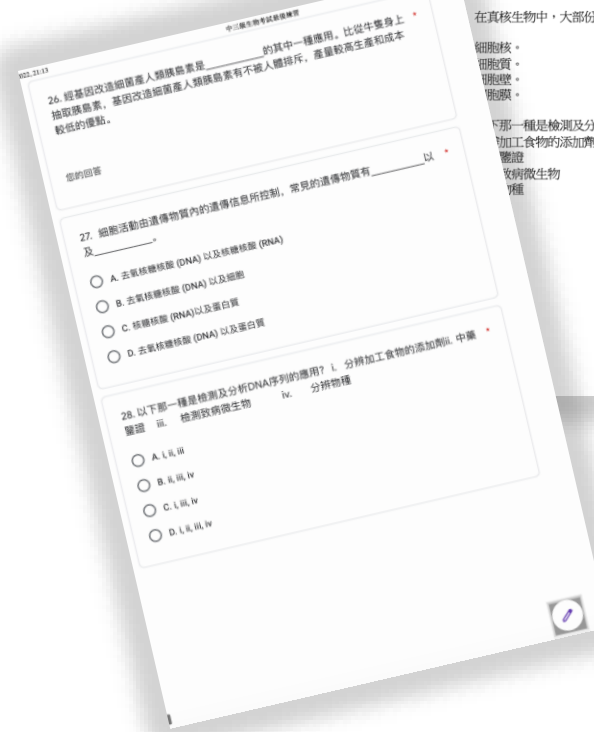 022, 21:13
中三級生物考試最後練習
26. 經基因改造細菌產人類胰島素是__________的其中一種應用。比從牛隻身上
抽取胰島素，基因改造細菌產人類胰島素有不被人體排斥，產量較高生產和成本
較低的優點。
*
您的回答
27. 細胞活動由遺傳物質內的遺傳信息所控制，常見的遺傳物質有__________以
及__________。
*
A. 去氧核糖核酸 (DNA) 以及核糖核酸 (RNA)
B. 去氧核糖核酸 (DNA) 以及細胞
C. 核糖核酸 (RNA)以及蛋白質
D. 去氧核糖核酸 (DNA) 以及蛋白質
28. 以下那一種是檢測及分析DNA序列的應用? i. 分辨加工食物的添加劑ii. 中藥
鑒證 iii. 檢測致病微生物 iv. 分辨物種
*
A. i, ii, iii
B. ii, iii, iv
C. i, iii, iv
D. i, ii, iii, iv
在真核生物中，大部份
細胞核。
細胞質。
細胞壁。
細胞膜。
下那一種是檢測及分
加工食物的添加劑
鑒證
致病微生物
物種